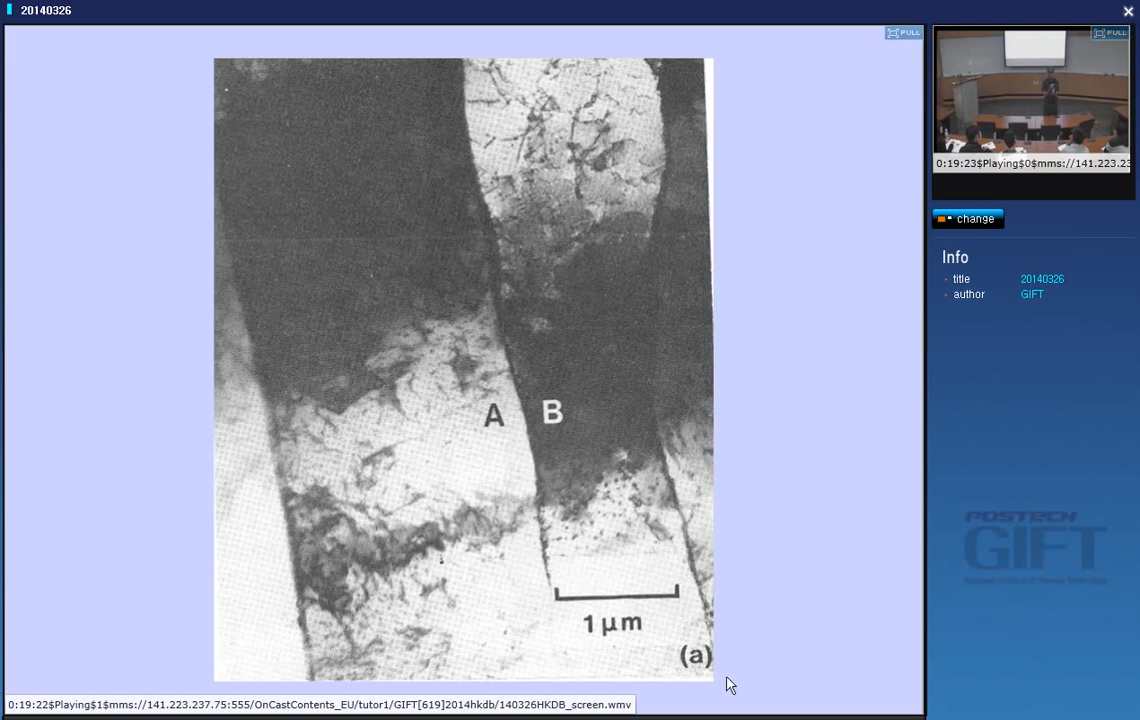 20140326
FULL
FULL
A B
1 μm
(a)
0:19:23$Playing$0$mms://141.223.23
change
Info
title 20140326
author GIFT
POSTECH
GIFT
0:19:22$Playing$1$mms://141.223.237.75:555/OnCastContents_EU/tutor1/GIFT[619]2014hkdb/140326HKDB_screen.wmv